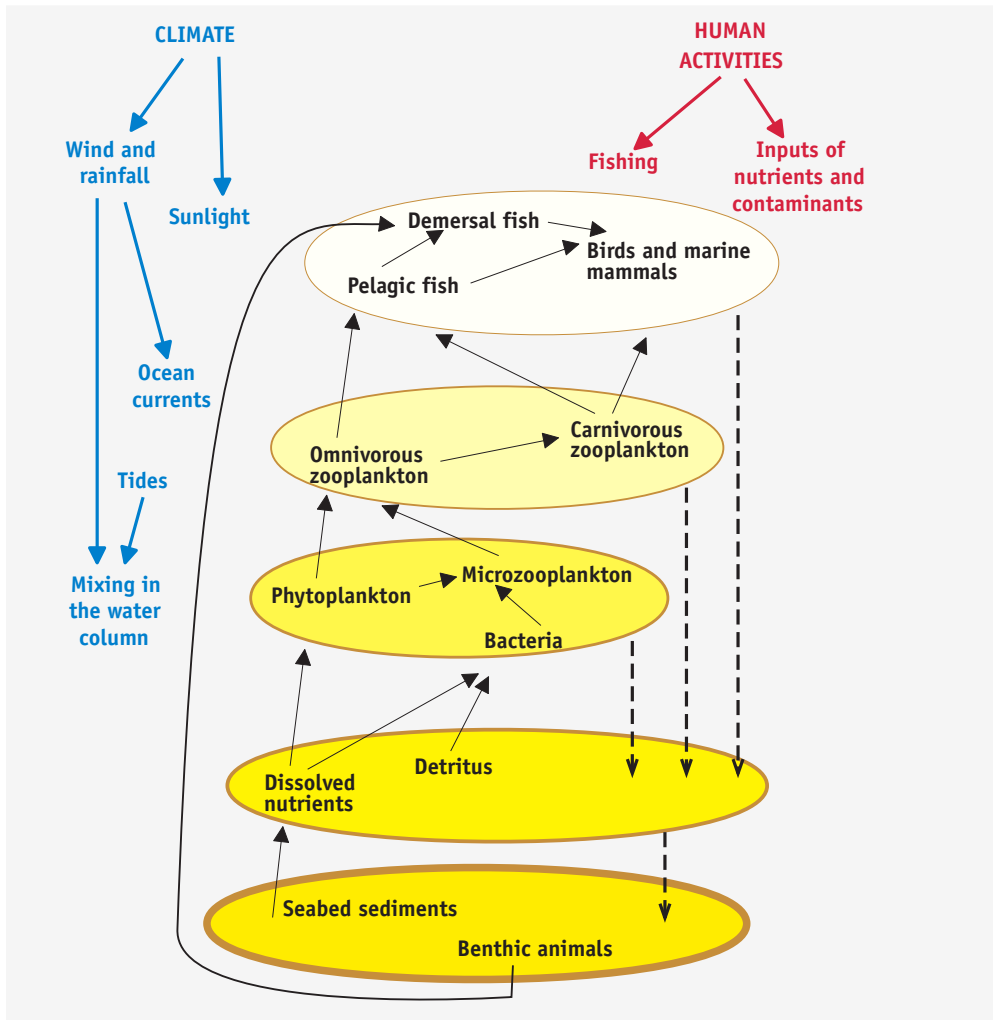 CLIMATE
HUMAN
ACTIVITIES
Wind and
rainfall
Sunlight
Fishing
Inputs of
nutrients and
contaminants
Demersal fish
Birds and marine
mammals
Pelagic fish
Ocean
currents
Carnivorous
zooplankton
Omnivorous
zooplankton
Tides
Mixing in
the water
column
Microzooplankton
Phytoplankton
Bacteria
Detritus
Dissolved
nutrients
Seabed sediments
Benthic animals